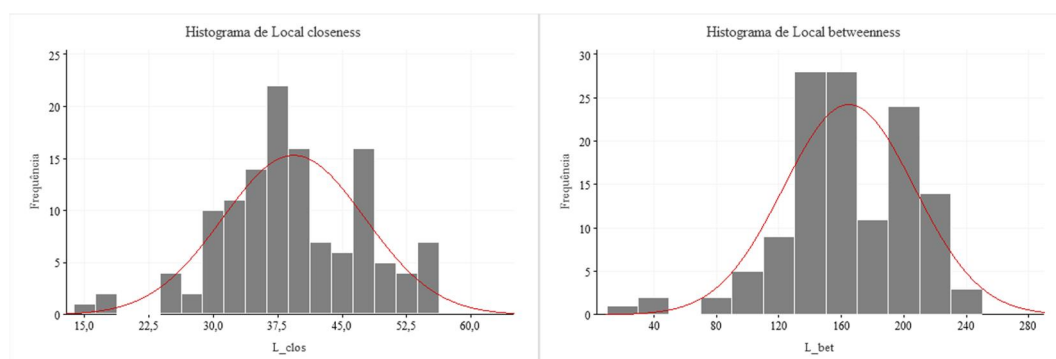 Histograma de Local closeness
25
20
15
10
5
0
Frequência
15,0 22,5 30,0 37,5 45,0 52,5 60,0
L_clos
Histograma de Local betweenness
30
25
20
15
10
5
0
Frequência
40 80 120 160 200 240 280
L_bet